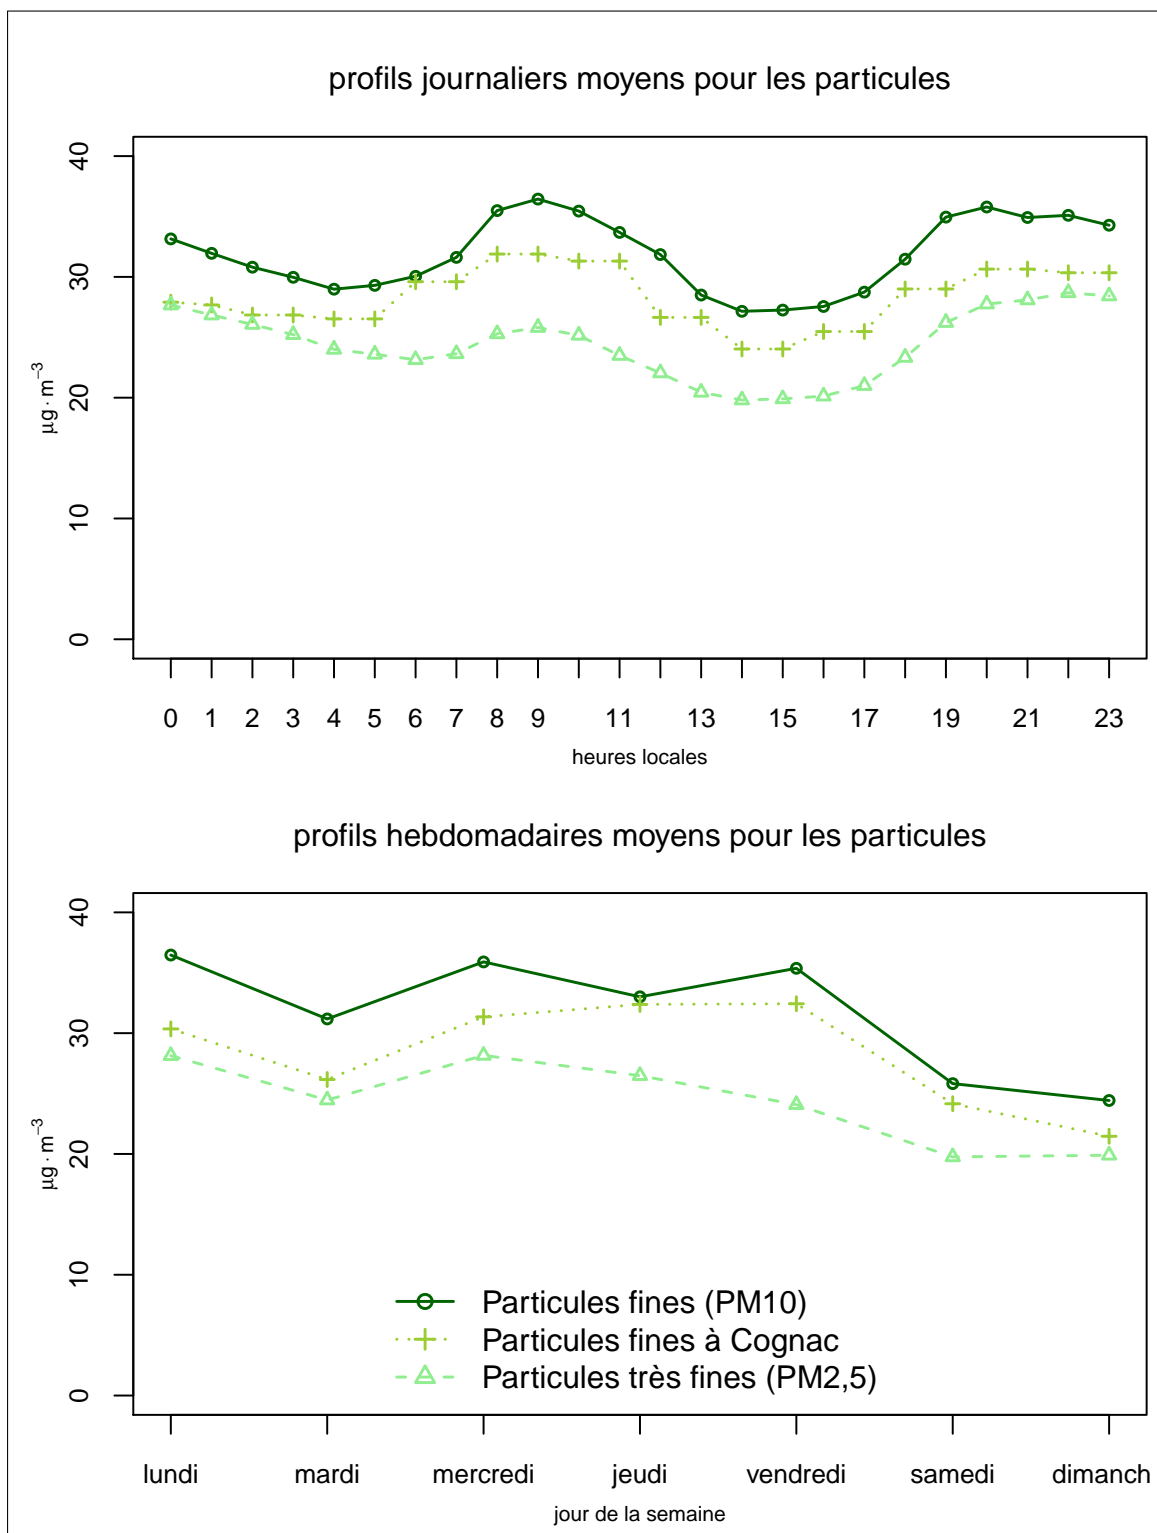 profils journaliers moyens pour les particules
40
30
20
10
0
µg · m⁻³
0 1 2 3 4 5 6 7 8 9 11 13 15 17 19 21 23
heures locales
profils hebdomadaires moyens pour les particules
40
30
20
10
0
µg · m⁻³
Particules fines (PM10)
Particules fines à Cognac
Particules très fines (PM2,5)
lundi mardi mercredi jeudi vendredi samedi dimanch
jour de la semaine